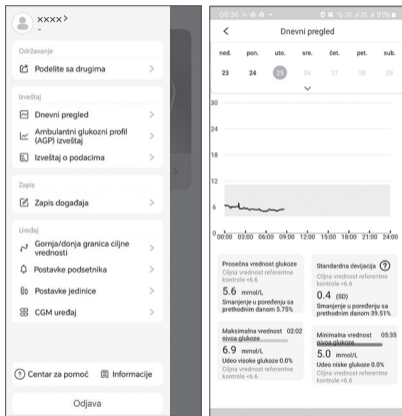 xxxx>
-
Održavanje
Podelite sa drugima
Izveštaj
Dnevni pregled
Ambulantni glukozni profil
(AGP) izveštaj
Izveštaj o podacima
Zapis
Zapis događaja
Uređaj
Gornja/donja granica ciljne
vrednosti
Postavke podsetnika
Postavke jedinice
CGM uređaj
Centar za pomoć Informacije
Odjava
00:36 91%
Dnevni pregled
ned. pon. uto. sre. čet. pet. sub.
23 24 25 26 27 28 29
30
24
18
12
6
0
00:00 03:00 06:00 09:00 12:00 15:00 18:00 21:00 24:00
Prosečna vrednost glukoze
Ciljna vrednost referentne
kontrole <6.6
5.6 mmol/L
Smanjenje u poređenju sa
prethodnim danom 5.75%
Standardna devijacija ?
Ciljna vrednost referentne
kontrole <6.6
0.4 (SD)
Smanjenje u poređenju sa
prethodnim danom 39.51%
Maksimalna vrednost 02:02
nivoa glukoze
6.9 mmol/L
Udeo visoke glukoze 0.0%
Ciljna vrednost referentne
kontrole <6.6
Minimalna vrednost 05:35
nivoa glukoze
5.0 mmol/L
Udeo niske glukoze 0.0%
Ciljna vrednost referentne
kontrole <6.6